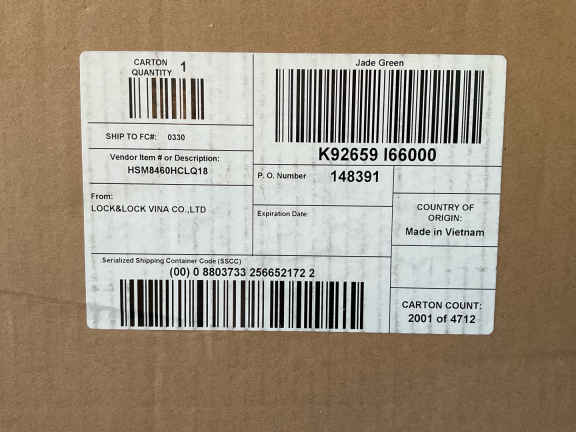 CARTON
QUANTITY 1
Jade Green
K92659 I66000
SHIP TO FC#: 0330
Vendor Item # or Description:
HSM8460HCLQ18
P. O. Number 148391
From:
LOCK&LOCK VINA CO.,LTD
Expiration Date:
COUNTRY OF
ORIGIN:
Made in Vietnam
Serialized Shipping Container Code (SSCC)
(00) 0 8803733 256652172 2
CARTON COUNT:
2001 of 4712